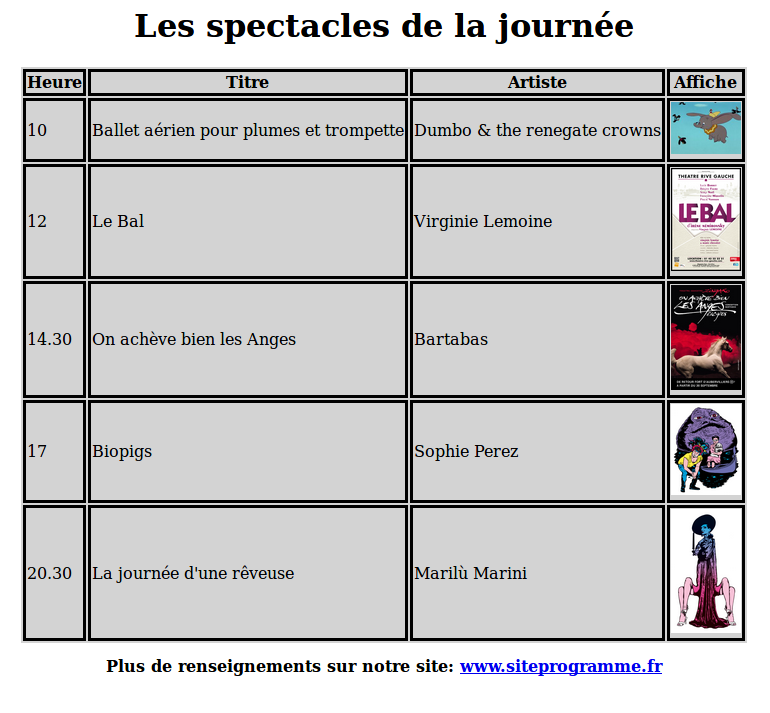 Les spectacles de la journée
Heure Titre Artiste Affiche
10 Ballet aérien pour plumes et trompette Dumbo & the renegate crowns
12 Le Bal Virginie Lemoine
THEATRE RIVE GAUCHE
LE BAL
14.30 On achève bien les Anges Bartabas
ON ACHÈVE BIEN
LES ANGES
17 Biopigs Sophie Perez
20.30 La journée d'une rêveuse Marilù Marini
Plus de renseignements sur notre site: www.siteprogramme.fr